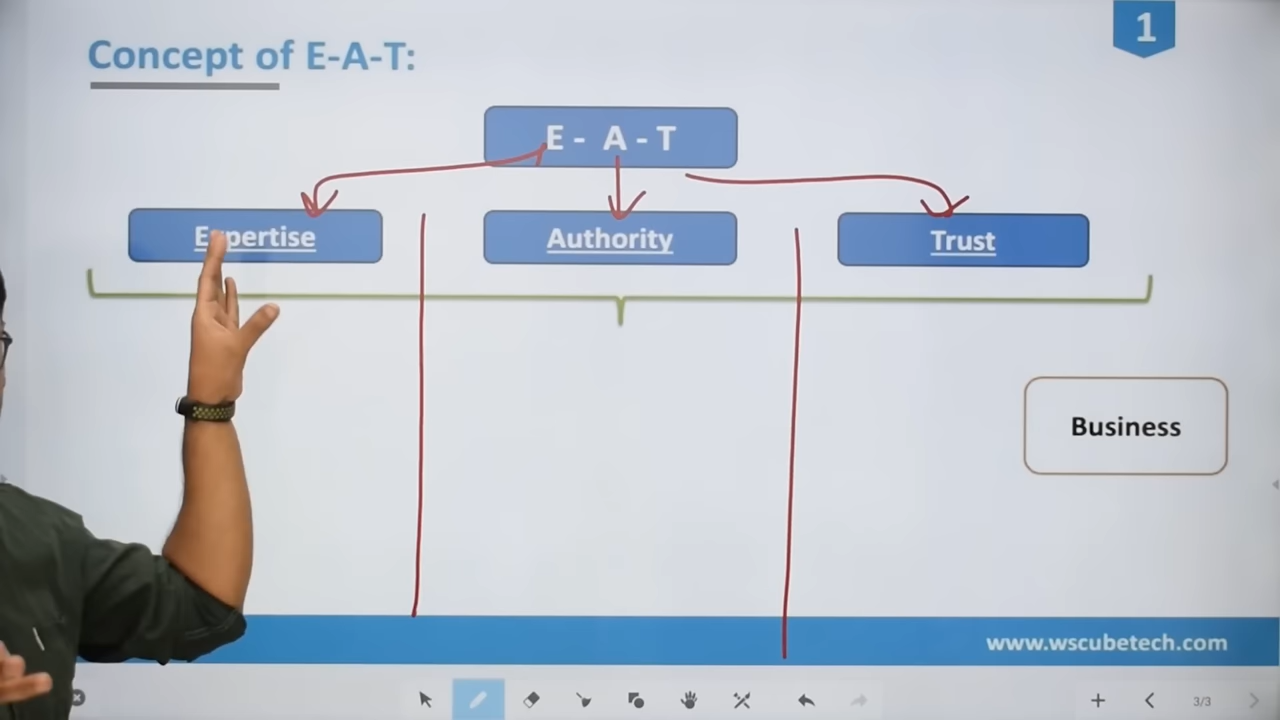 1
Concept of E-A-T:
E - A - T
Expertise
Authority
Trust
Business
www.wscubetech.com
3/3